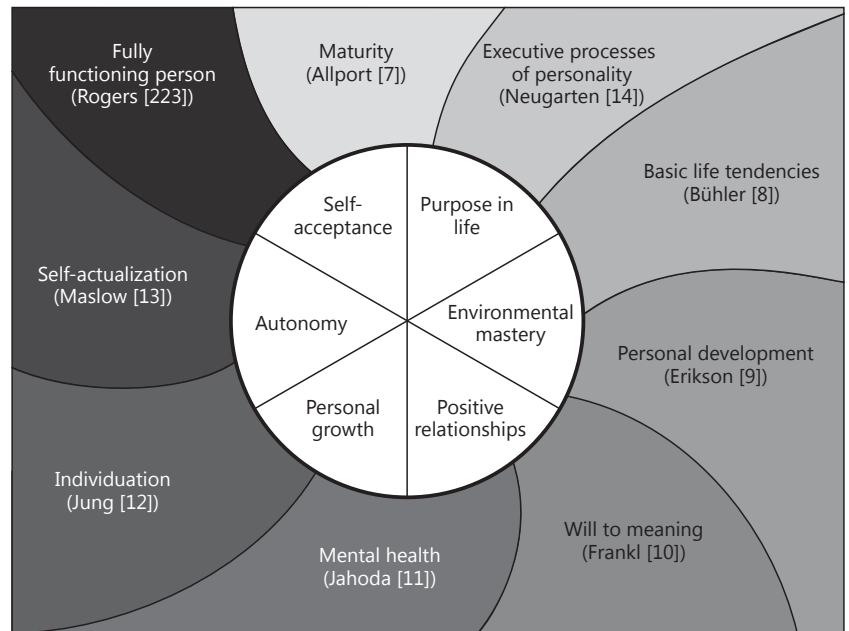 Fully
functioning person
(Rogers [223])
Maturity
(Allport [7])
Executive processes
of personality
(Neugarten [14])
Basic life tendencies
(Bühler [8])
Self-
acceptance
Purpose in
life
Self-actualization
(Maslow [13])
Autonomy
Environmental
mastery
Personal development
(Erikson [9])
Personal
growth
Positive
relationships
Individuation
(Jung [12])
Will to meaning
(Frankl [10])
Mental health
(Jahoda [11])